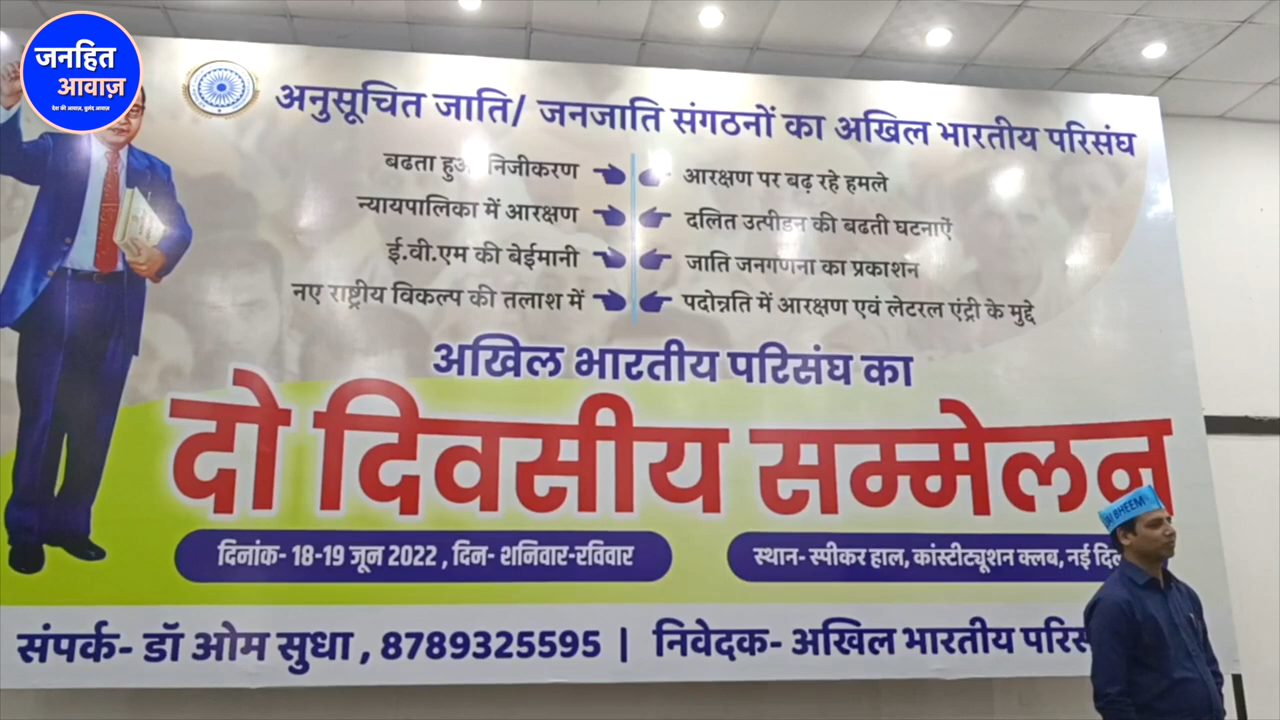 जनहित
आवाज़
देश की आवाज़, बुलंद आवाज़
अनुसूचित जाति/ जनजाति संगठनों का अखिल भारतीय परिसंघ
बढता निजीकरण
आरक्षण पर बढ़ रहे हमले
न्यायपालिका में आरक्षण
दलित उत्पीडन की बढती घटनाऐं
ई.वी.एम की बेईमानी
जाति जनगणना का प्रकाशन
नए राष्ट्रीय विकल्प की तलाश में
पदोन्नति में आरक्षण एवं लेटरल एंट्री के मुद्दे
अखिल भारतीय परिसंघ का
दो दिवसीय सम्मेलन
दिनांक- 18-19 जून 2022 , दिन- शनिवार-रविवार
स्थान- स्पीकर हाल, कांस्टीट्यूशन क्लब, नई
BHEEM
संपर्क- डॉ ओम सुधा , 8789325595 | निवेदक- अखिल भारतीय